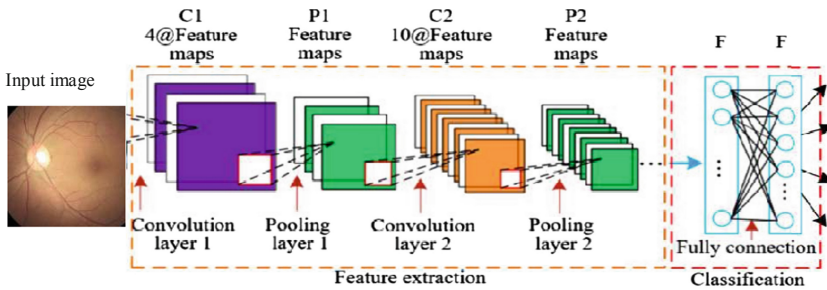 C1
4@Feature
maps
P1
Feature
maps
C2
10@Feature
maps
P2
Feature
maps
F F
Input image
Convolution
layer 1
Pooling
layer 1
Convolution
layer 2
Pooling
layer 2
Fully connection
Feature extraction
Classification